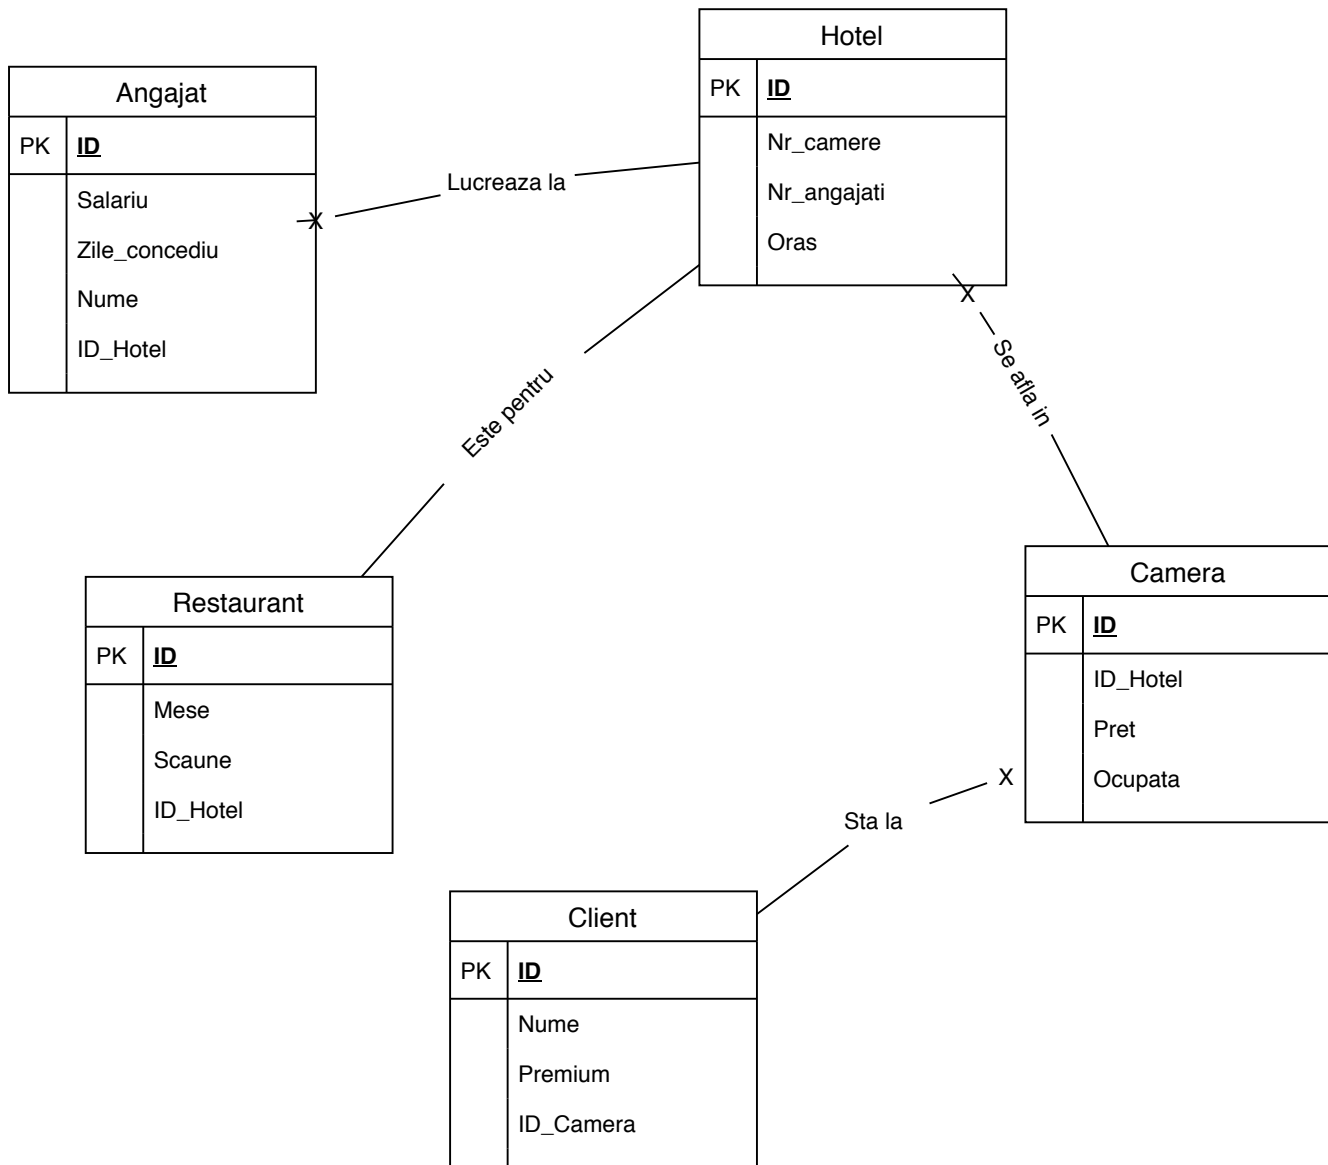 Hotel
PK ID
Nr_camere
Nr_angajati
Oras
Angajat
PK ID
Salariu
Zile_concediu
Nume
ID_Hotel
Lucreaza la
X
X
Se afla in
Este pentru
Restaurant
PK ID
Mese
Scaune
ID_Hotel
Camera
PK ID
ID_Hotel
Pret
Ocupata
X
Sta la
Client
PK ID
Nume
Premium
ID_Camera